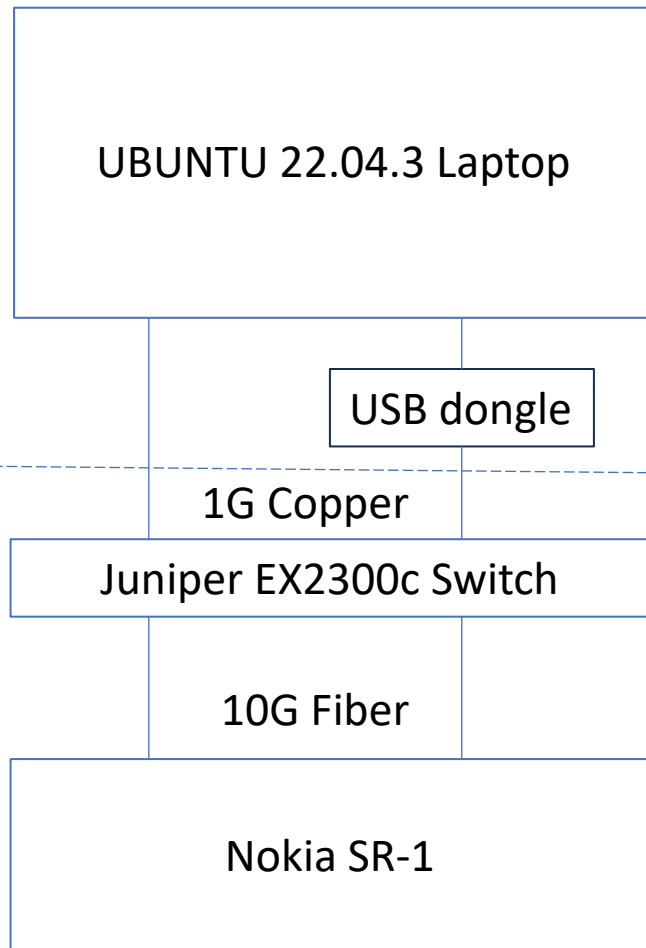 UBUNTU 22.04.3 Laptop
USB dongle
1G Copper
Juniper EX2300c Switch
10G Fiber
Nokia SR-1